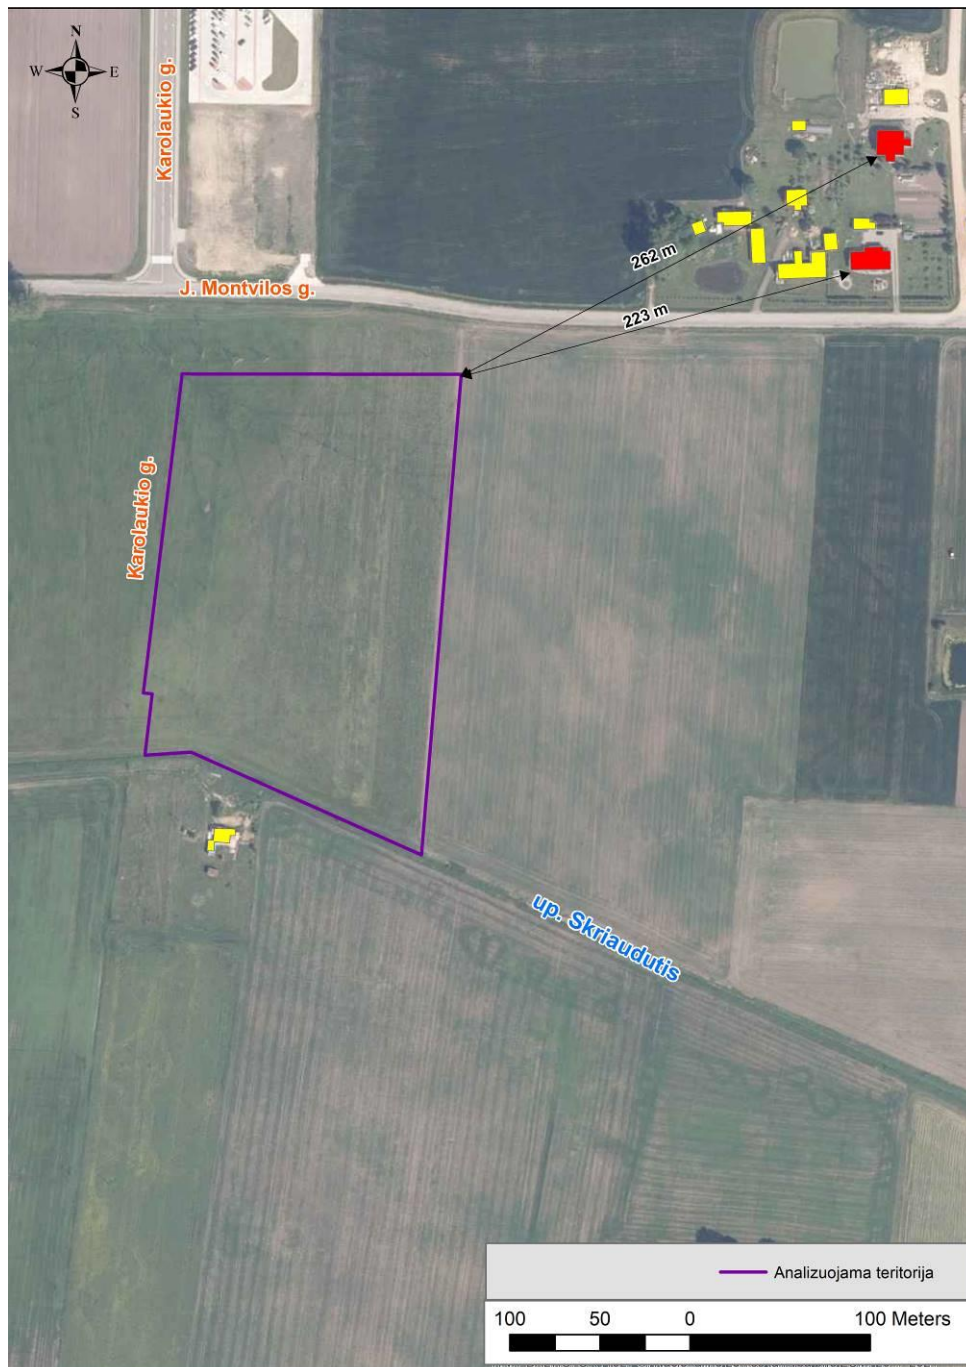 N
W E
S
Karolaukio g.
262 m
J. Montvilos g.
223 m
Karolaukio g.
up. Skriaudutis
Analizuojama teritorija
100 50 0 100 Meters